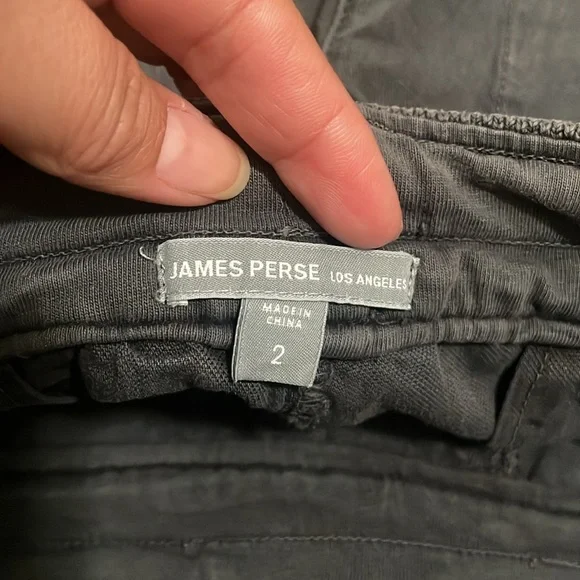 JAMES PERSE LOS ANGELES
MADE IN
CHINA
2